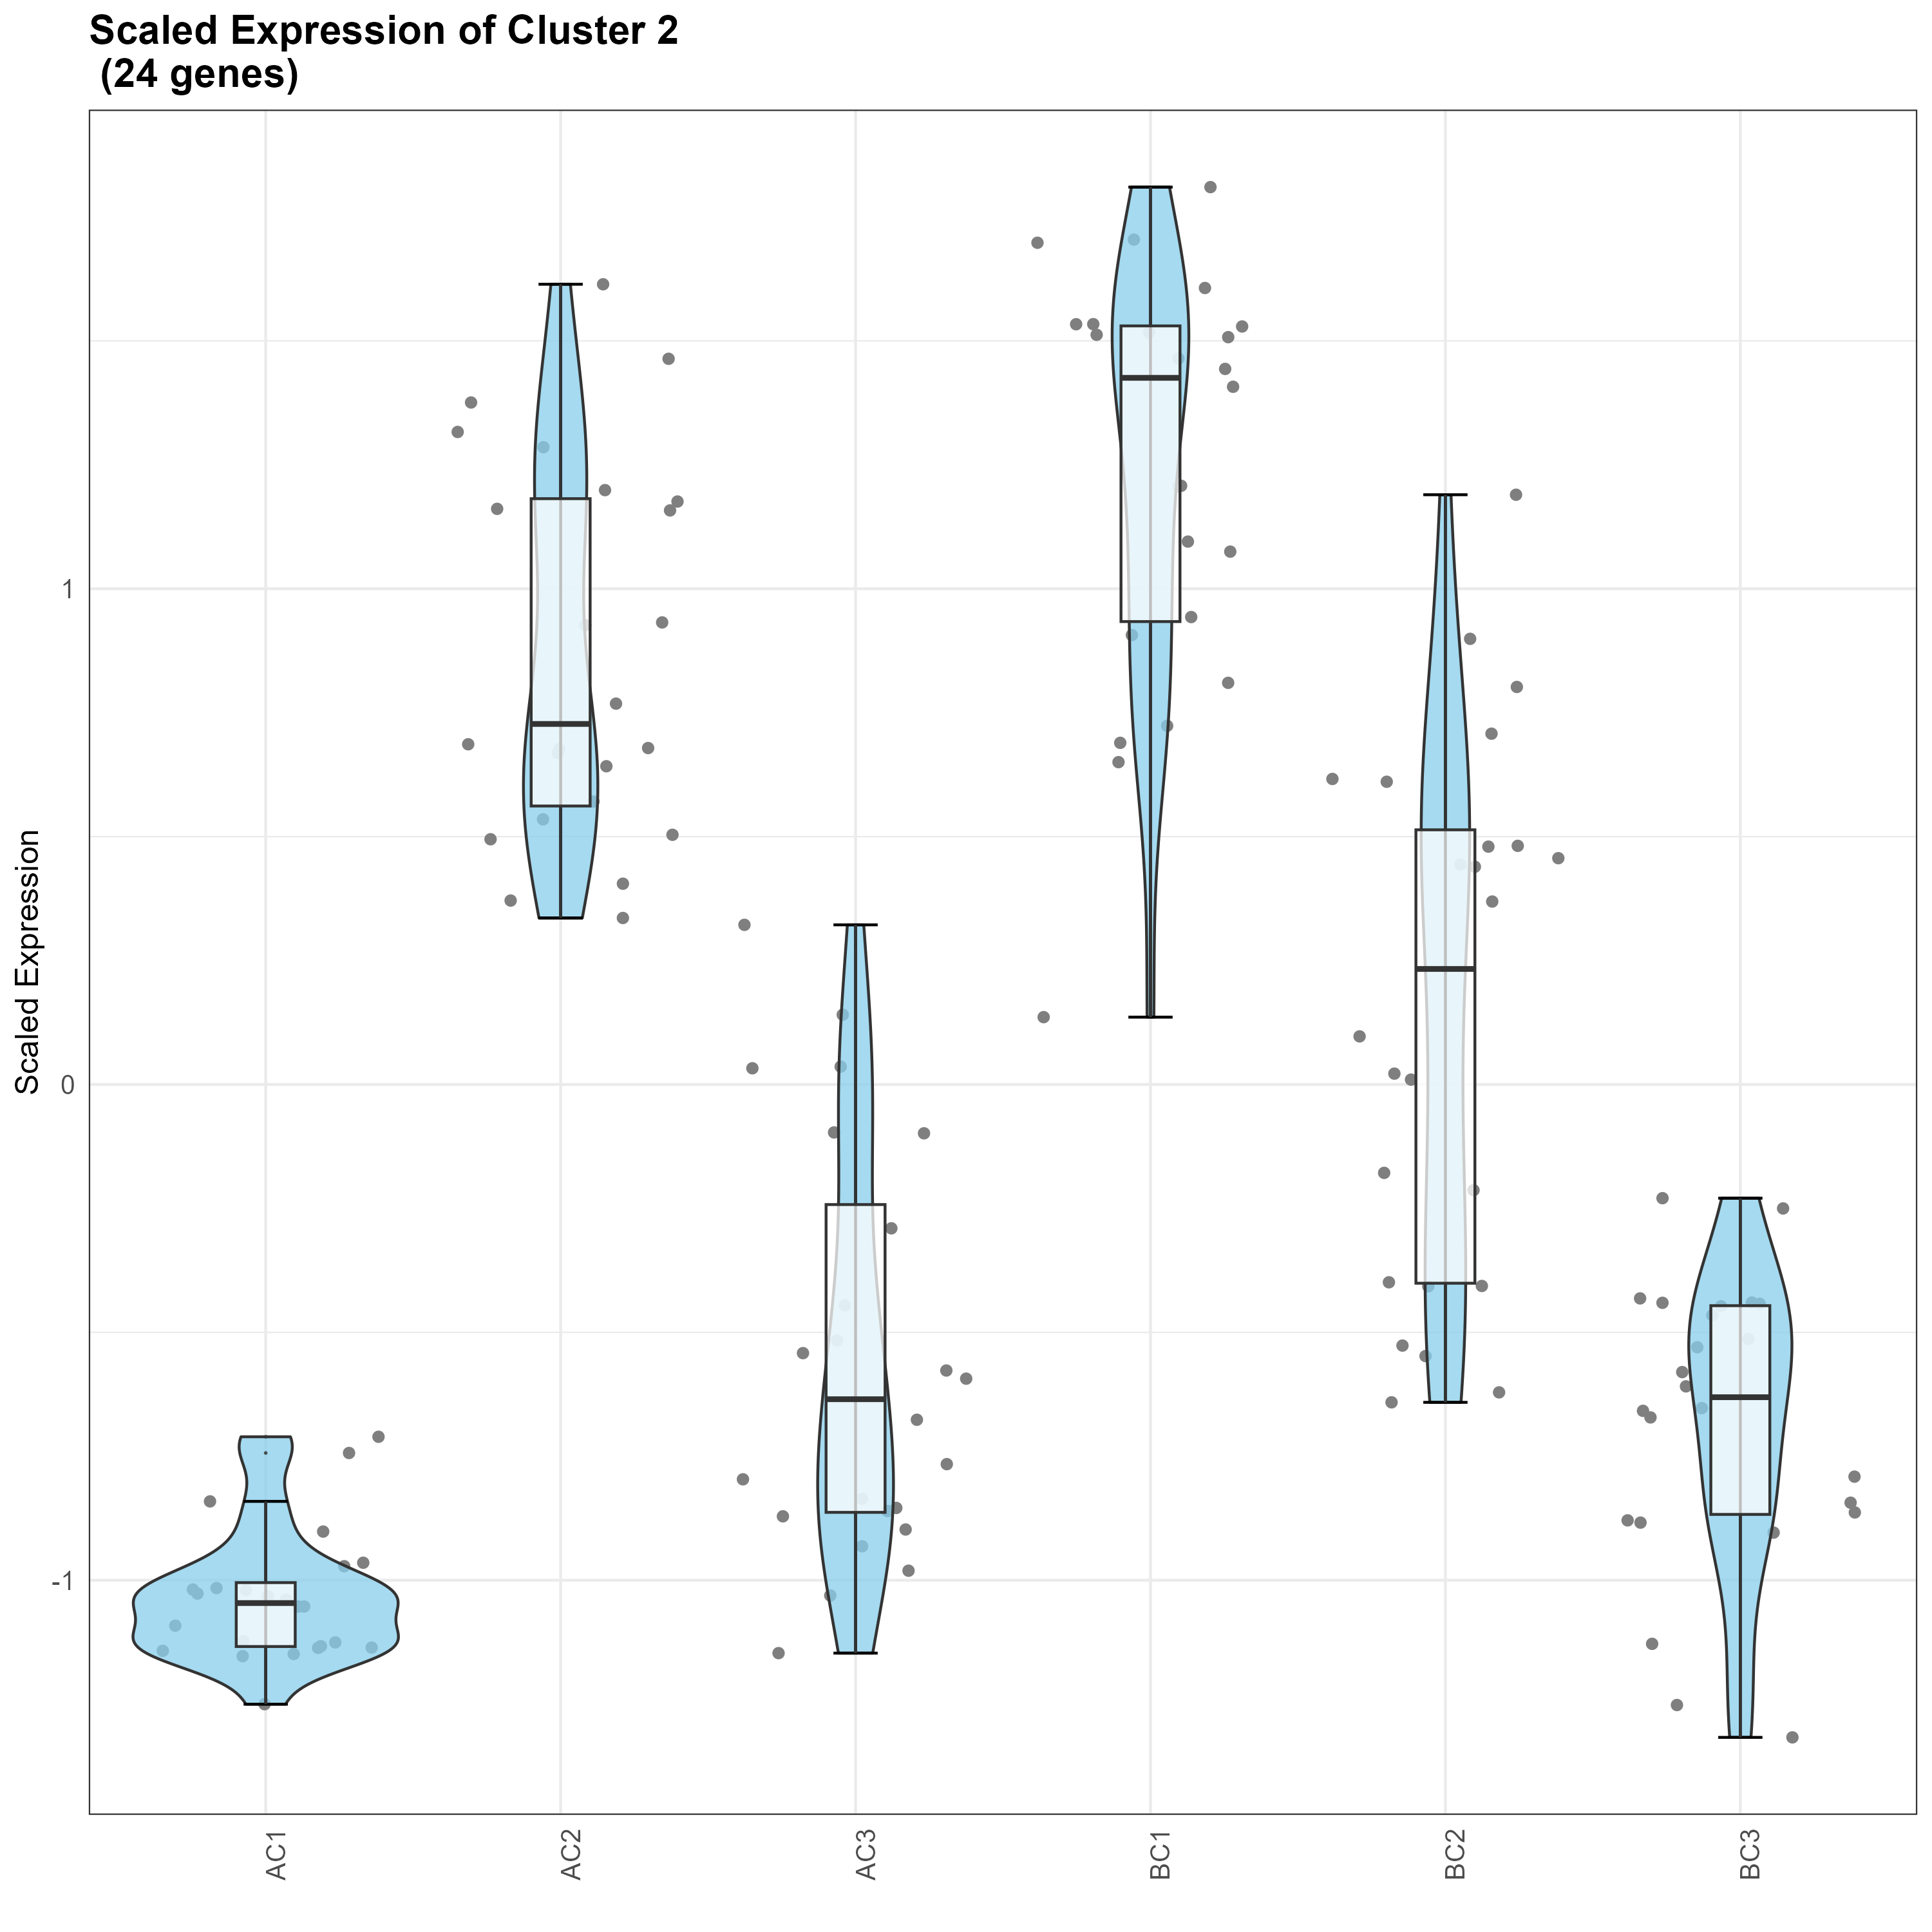 Scaled Expression of Cluster 2
(24 genes)
Scaled Expression
1
0
-1
AC1
AC2
AC3
BC1
BC2
BC3